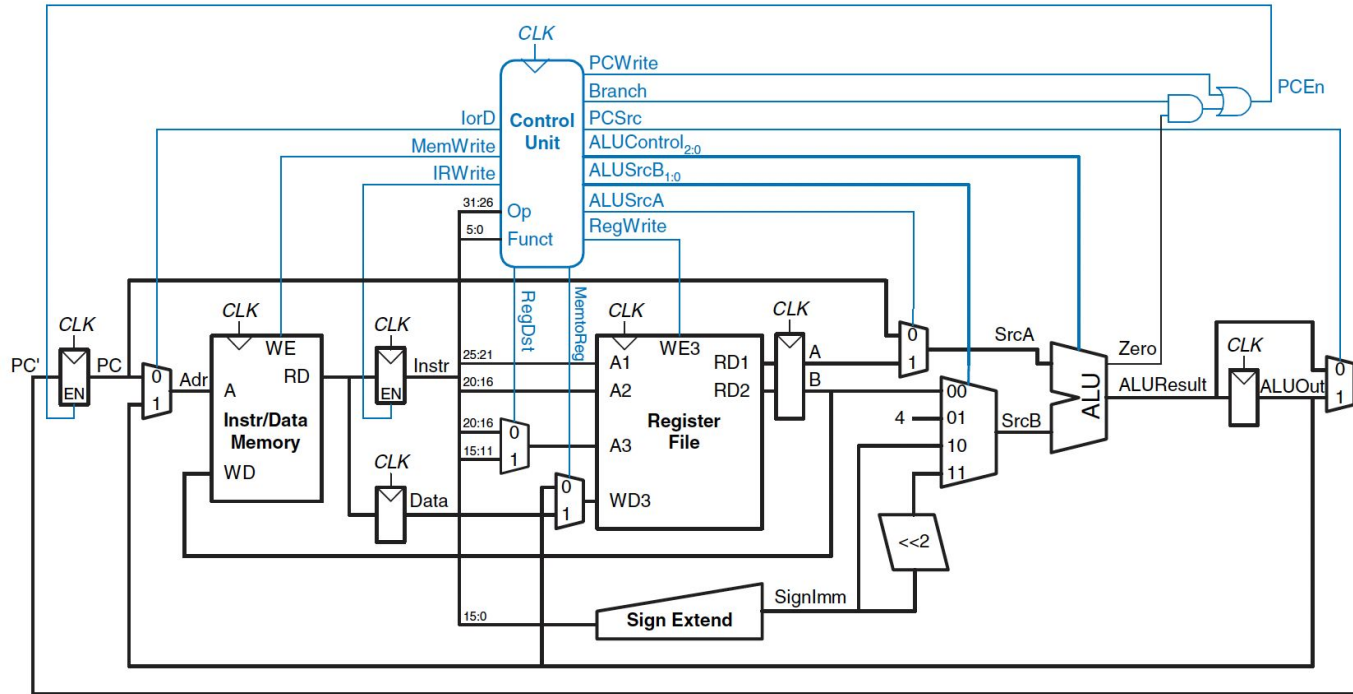 CLK
PCWrite
Branch
PCEn
IorD
Control
Unit
PCSrc
MemWrite
ALUControl2:0
IRWrite
ALUSrcB1:0
31:26
Op
ALUSrcA
5:0
Funct
RegWrite
RegDst
MemtoReg
CLK
CLK
CLK
CLK
CLK
CLK
PC'
EN
PC
0
1
Adr
A
WE
RD
Instr/Data
Memory
WD
EN
Instr
CLK
Data
25:21
20:16
20:16
15:11
0
1
0
1
A1
A2
A3
WD3
WE3
RD1
RD2
Register
File
A
B
0
1
SrcA
4
00
01
10
11
SrcB
ALU
Zero
ALUResult
CLK
ALUOut
0
1
<<2
SignImm
15:0
Sign Extend